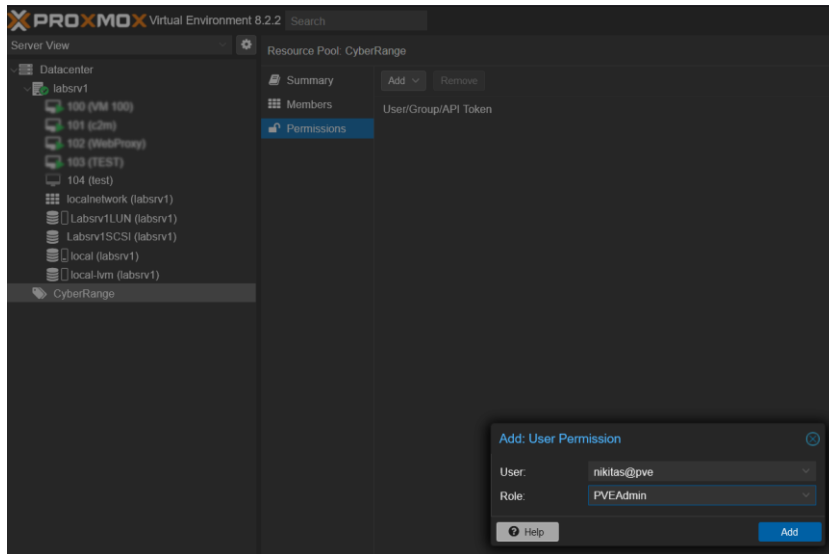 PROXMOX Virtual Environment 8.2.2 Search
Server View
Resource Pool: CyberRange
Datacenter
labsrv1
100 (VM 100)
101 (c2m)
102 (WebProxy)
103 (TEST)
104 (test)
localnetwork (labsrv1)
Labsrv1LUN (labsrv1)
Labsrv1SCSI (labsrv1)
local (labsrv1)
local-lvm (labsrv1)
CyberRange
Summary
Members
Permissions
Add Remove
User/Group/API Token
Add: User Permission
User: nikitas@pve
Role: PVEAdmin
Help Add